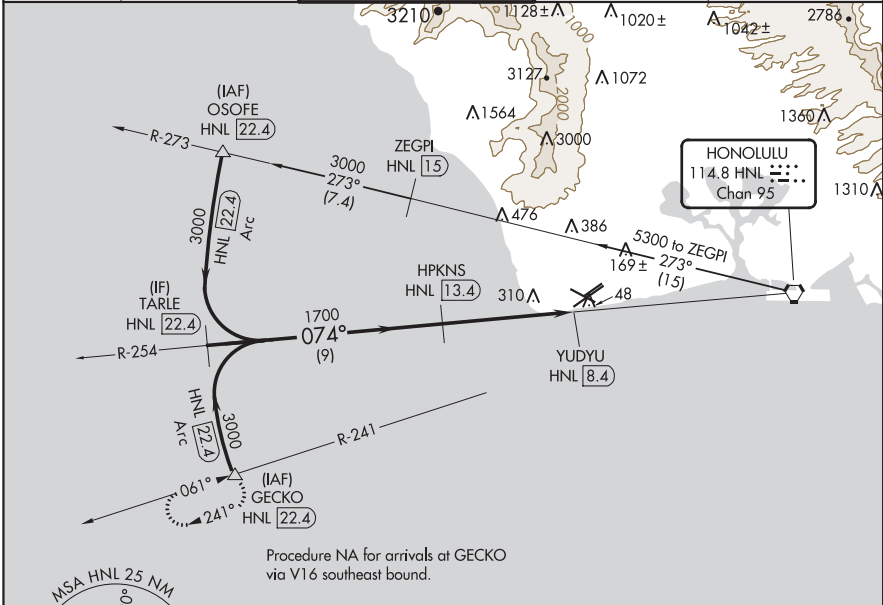 3210
1128±
1000
1020±
1042±
2786
3127
1072
2000
1564
3000
1360
1310
(IAF)
OSOFE
HNL 22.4
R-273
3000
273°
(7.4)
ZEGPI
HNL 15
HONOLULU
114.8 HNL
Chan 95
3000
HNL 22.4
Arc
476
386
169±
5300 to ZEGPI
273°
(15)
(IF)
TARLE
HNL 22.4
HPKNS
HNL 13.4
310
48
1700
074°
(9)
R-254
YUDYU
HNL 8.4
HNL 22.4
Arc
3000
R-241
061°
241°
(IAF)
GECKO
HNL 22.4
Procedure NA for arrivals at GECKO
via V16 southeast bound.
MSA HNL 25 NM